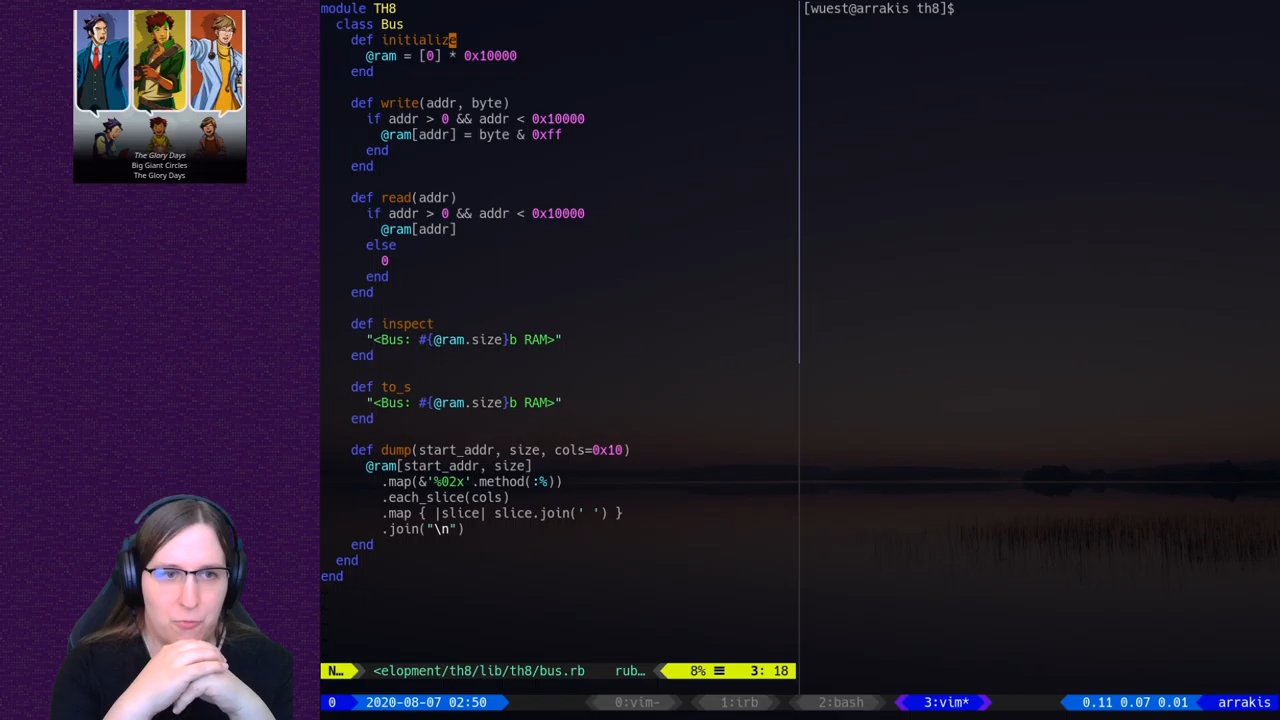 The Glory Days
Big Giant Circles
The Glory Days
module TH8
  class Bus
    def initialize
      @ram = [0] * 0x10000
    end

    def write(addr, byte)
      if addr > 0 && addr < 0x10000
        @ram[addr] = byte & 0xff
      end
    end

    def read(addr)
      if addr > 0 && addr < 0x10000
        @ram[addr]
      else
        0
      end
    end

    def inspect
      "<Bus: #{@ram.size}b RAM>"
    end

    def to_s
      "<Bus: #{@ram.size}b RAM>"
    end

    def dump(start_addr, size, cols=0x10)
      @ram[start_addr, size]
        .map(&'%02x'.method(:%))
        .each_slice(cols)
        .map { |slice| slice.join(' ') }
        .join("\n")
    end
  end
end
[wuest@arrakis th8]$
N… <elopment/th8/lib/th8/bus.rb rub… 8% ≡ 3: 18
0 2020-08-07 02:50 0:vim- 1:irb 2:bash 3:vim* 0.11 0.07 0.01 arrakis